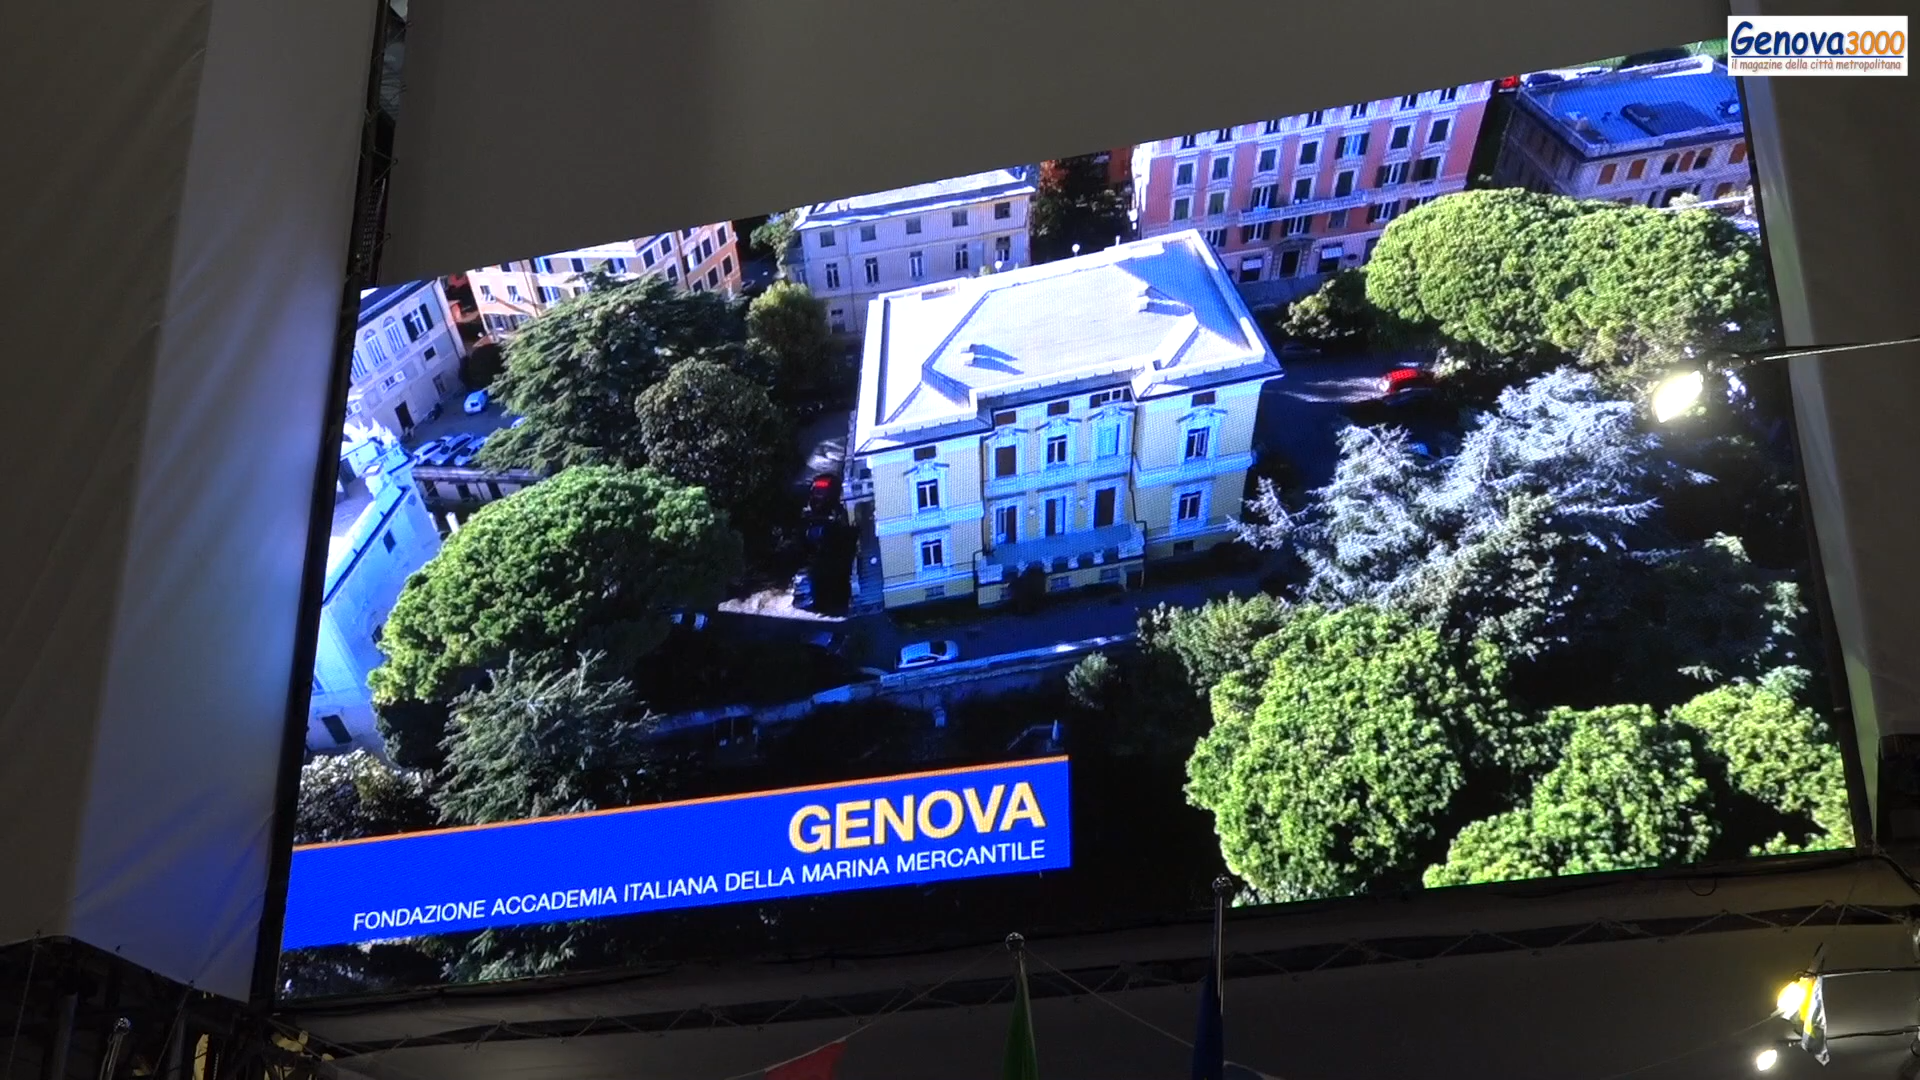 Genova3000
il magazine della città metropolitana
GENOVA
FONDAZIONE ACCADEMIA ITALIANA DELLA MARINA MERCANTILE